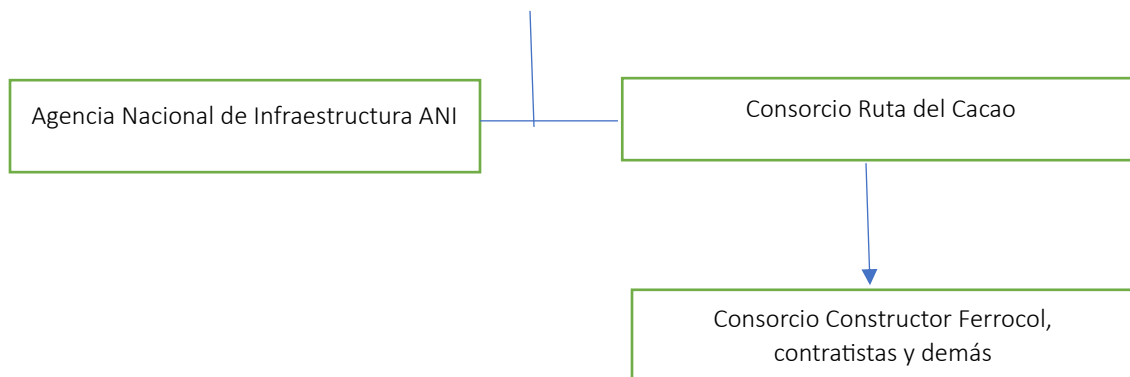 Agencia Nacional de Infraestructura ANI
Consorcio Ruta del Cacao
Consorcio Constructor Ferrocol,
contratistas y demás